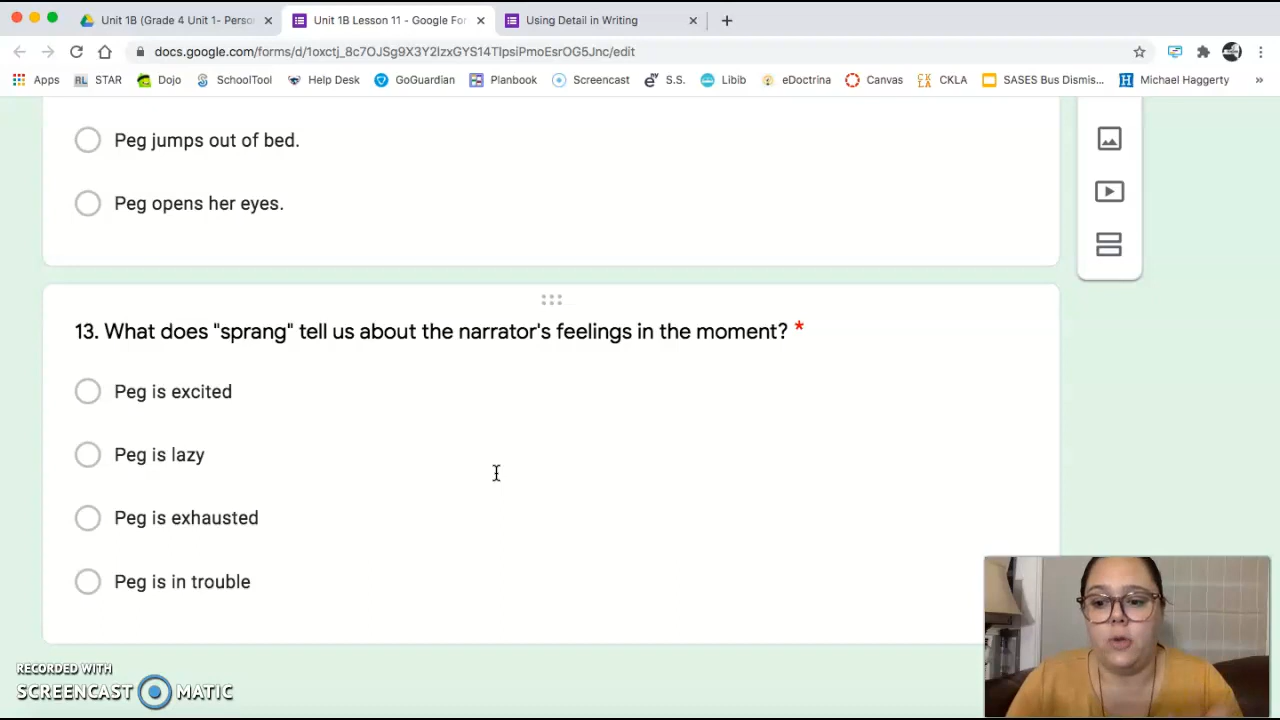 Unit 1B (Grade 4 Unit 1- Perso
Unit 1B Lesson 11 - Google For
Using Detail in Writing
docs.google.com/forms/d/1oxctj_8c7OJSg9X3Y2IzxGYS14TIpsiPmoEsrOG5Jnc/edit
Apps STAR Dojo SchoolTool Help Desk GoGuardian Planbook Screencast S.S. Libib eDoctrina Canvas CKLA SASES Bus Dismis... Michael Haggerty »
Peg jumps out of bed.
Peg opens her eyes.
13. What does "sprang" tell us about the narrator's feelings in the moment? *
Peg is excited
Peg is lazy
Peg is exhausted
Peg is in trouble
RECORDED WITH
SCREENCAST MATIC